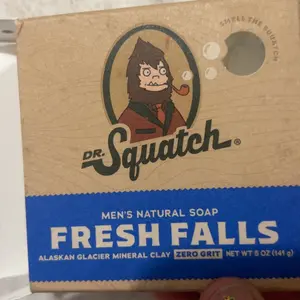 SMELL THE SQUATCH
DR.
Squatch®
MEN'S NATURAL SOAP
FRESH FALLS
ALASKAN GLACIER MINERAL CLAY ZERO GRIT NET WT 5 OZ (141 g)